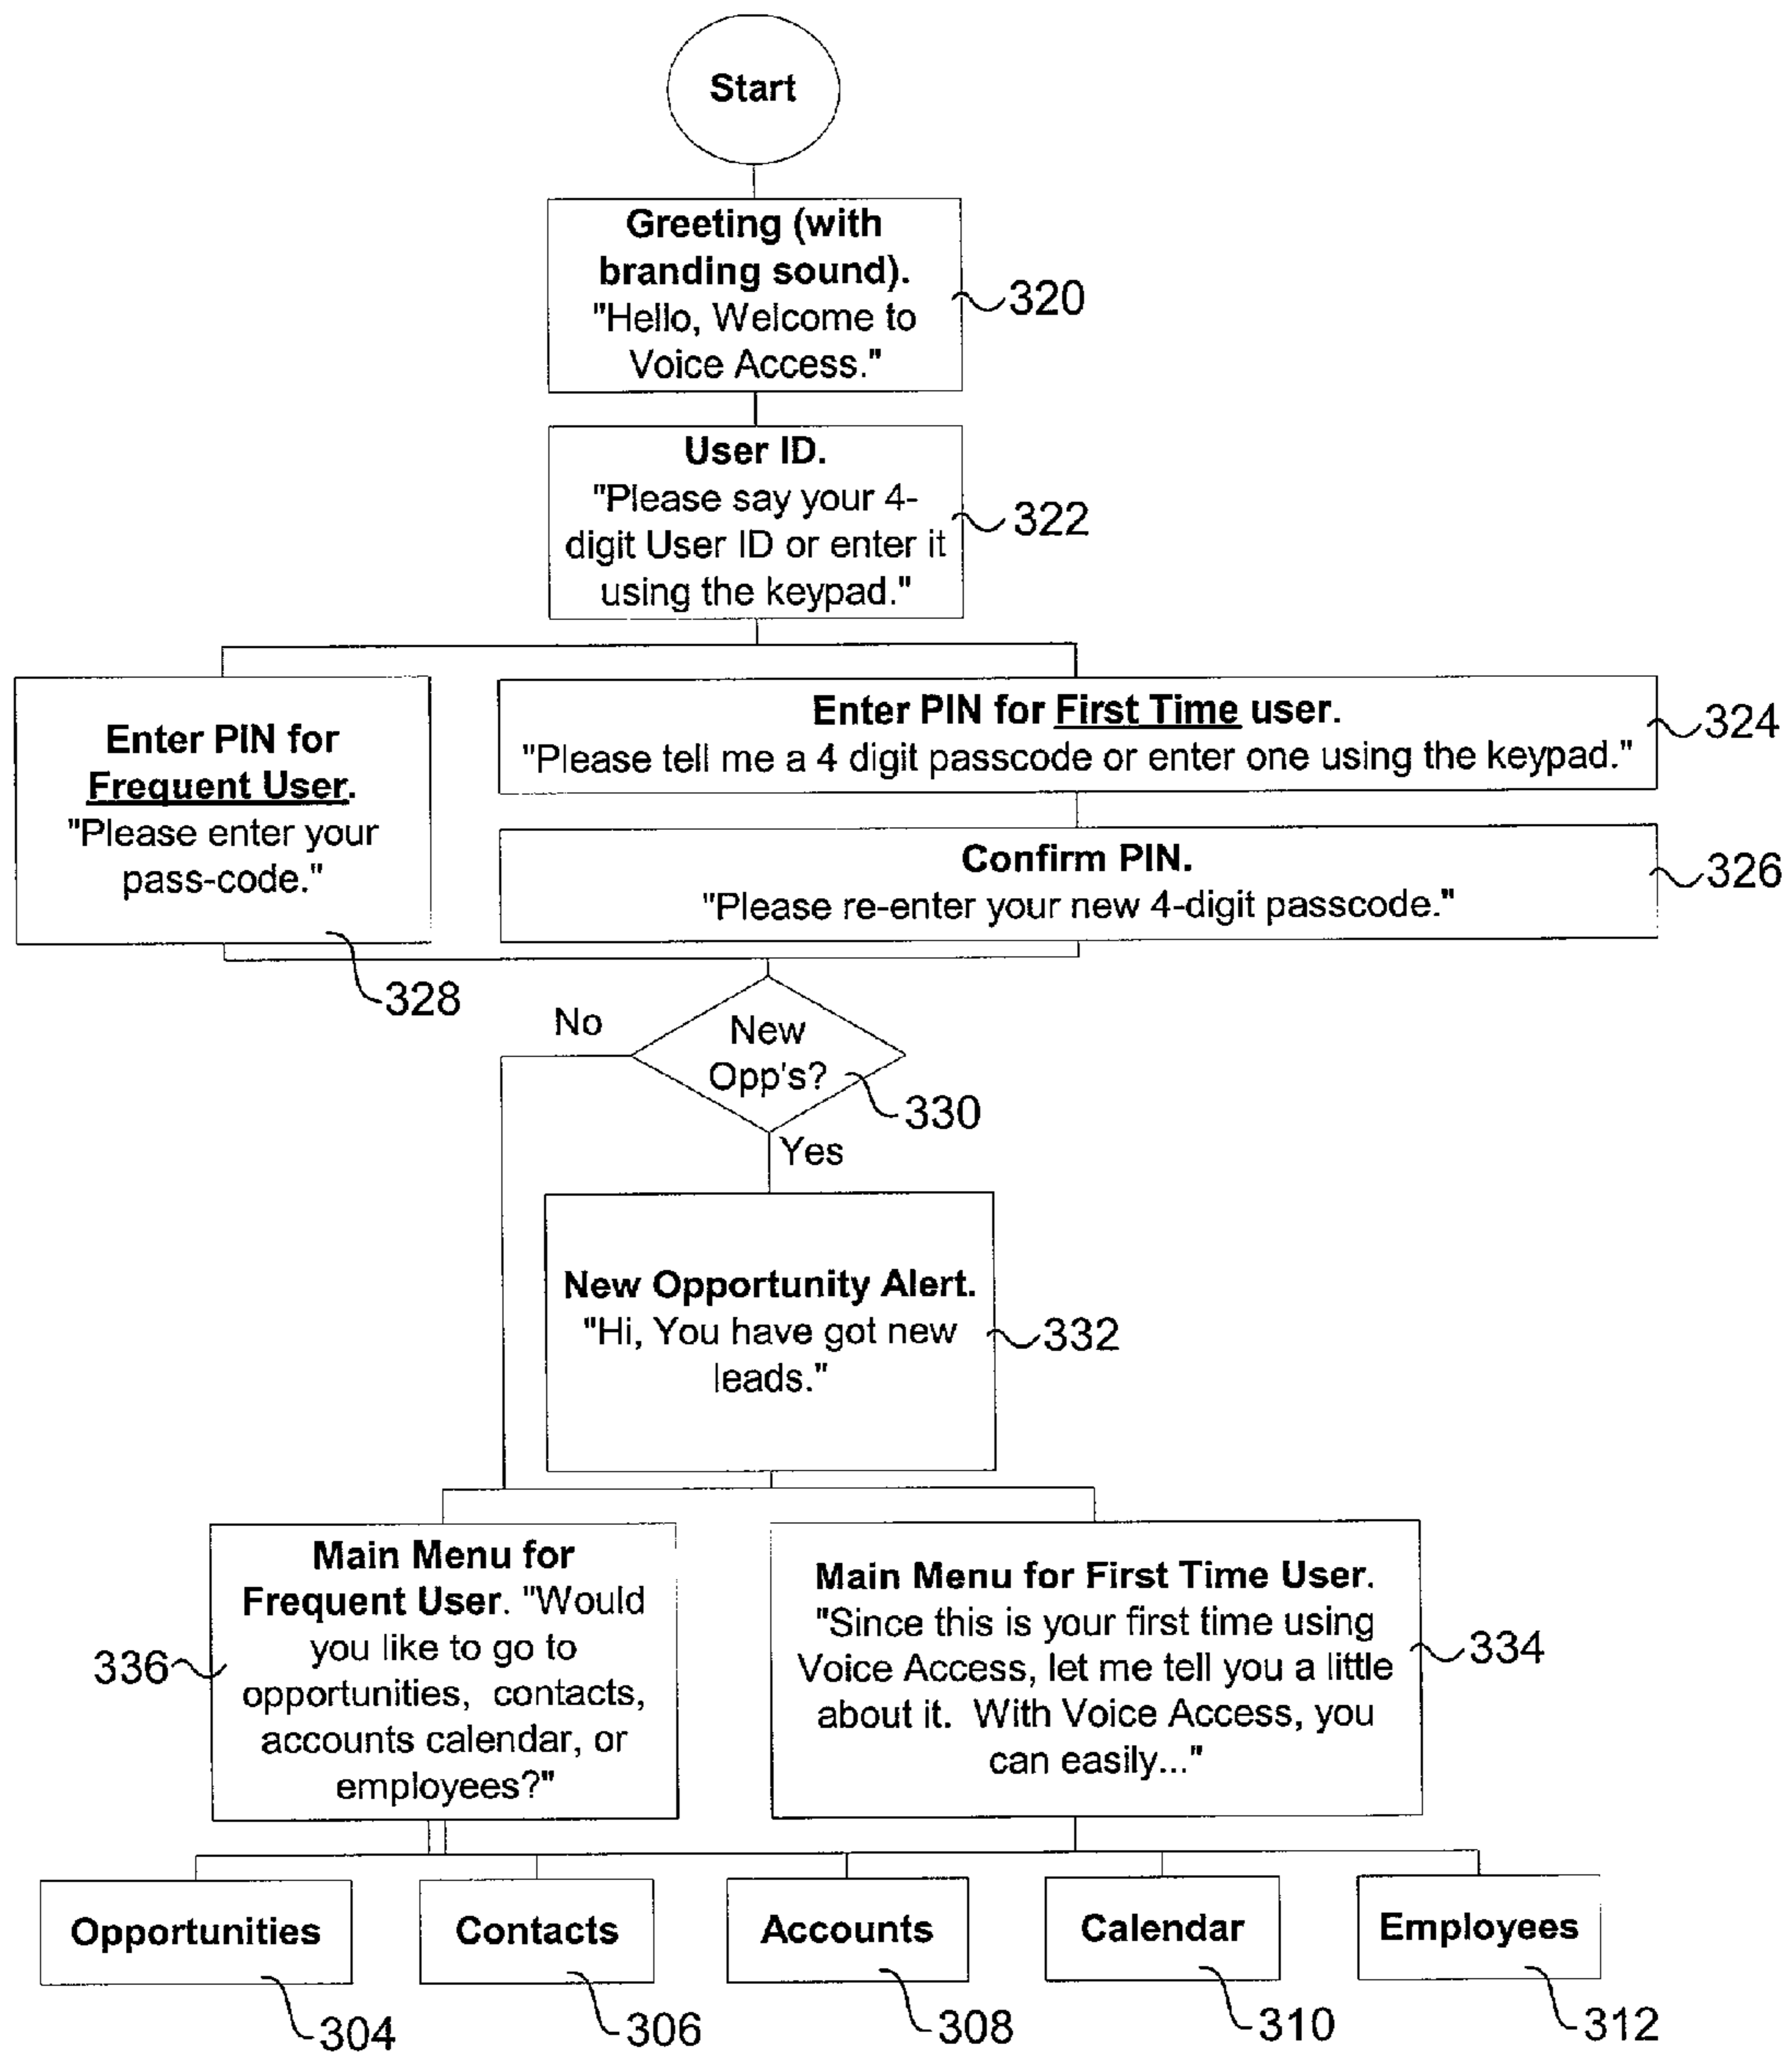 Start
Greeting (with
branding sound).
"Hello, Welcome to
Voice Access."
320
User ID.
"Please say your 4-
digit User ID or enter it
using the keypad."
322
Enter PIN for
Frequent User.
"Please enter your
pass-code."
328
Enter PIN for First Time user.
"Please tell me a 4 digit passcode or enter one using the keypad."
324
Confirm PIN.
"Please re-enter your new 4-digit passcode."
326
No
New
Opp's?
330
Yes
New Opportunity Alert.
"Hi, You have got new
leads."
332
Main Menu for
Frequent User. "Would
you like to go to
opportunities, contacts,
accounts calendar, or
employees?"
336
Main Menu for First Time User.
"Since this is your first time using
Voice Access, let me tell you a little
about it. With Voice Access, you
can easily..."
334
Opportunities
304
Contacts
306
Accounts
308
Calendar
310
Employees
312